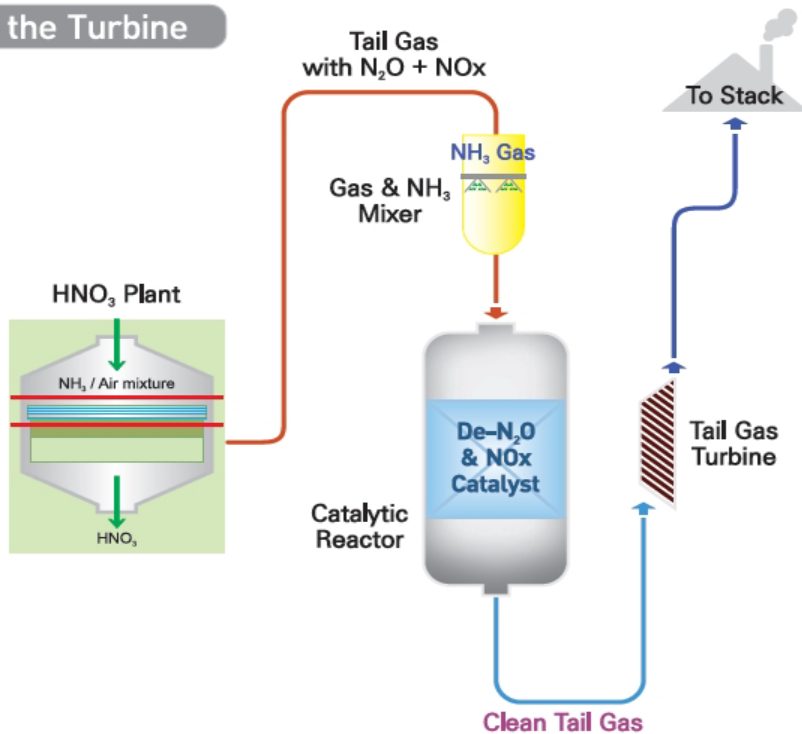 the Turbine
Tail Gas
with N₂O + NOx
To Stack
NH₃ Gas
Gas & NH₃
Mixer
HNO₃ Plant
NH₃ / Air mixture
HNO₃
De-N₂O
& NOx
Catalyst
Catalytic
Reactor
Tail Gas
Turbine
Clean Tail Gas